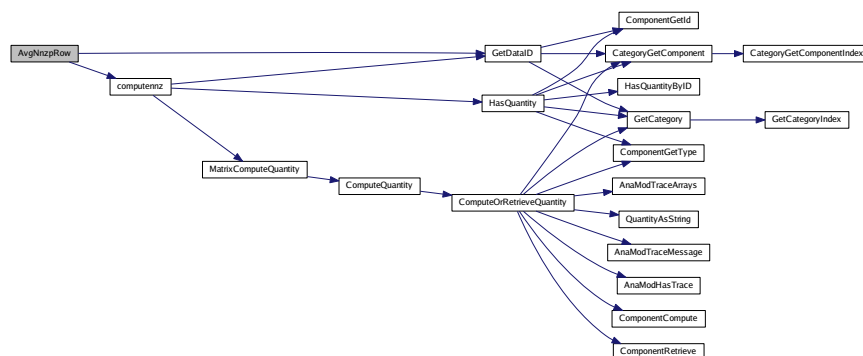 ComponentGetId
AvgNnzpRow
GetDataID
CategoryGetComponent
CategoryGetComponentIndex
computennz
HasQuantityByID
HasQuantity
GetCategory
GetCategoryIndex
ComponentGetType
MatrixComputeQuantity
ComputeQuantity
AnaModTraceArrays
ComputeOrRetrieveQuantity
QuantityAsString
AnaModTraceMessage
AnaModHasTrace
ComponentCompute
ComponentRetrieve